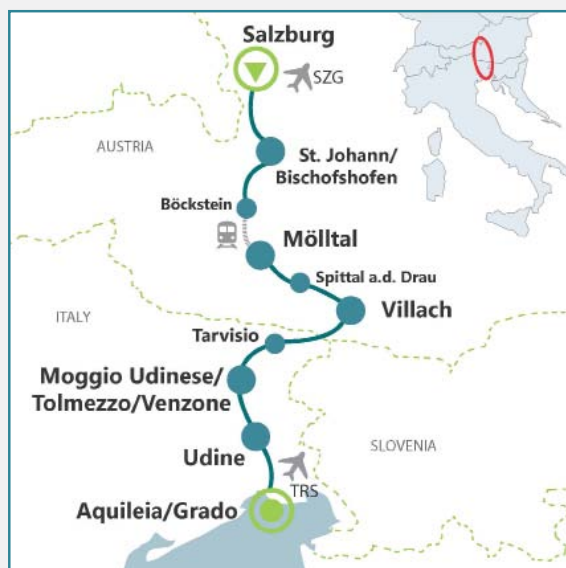 Salzburg
SZG
AUSTRIA
St. Johann/
Bischofshofen
Böckstein
Mölltal
Spittal a.d. Drau
ITALY
Villach
Tarvisio
Moggio Udinese/
Tolmezzo/Venzone
SLOVENIA
Udine
TRS
Aquileia/Grado